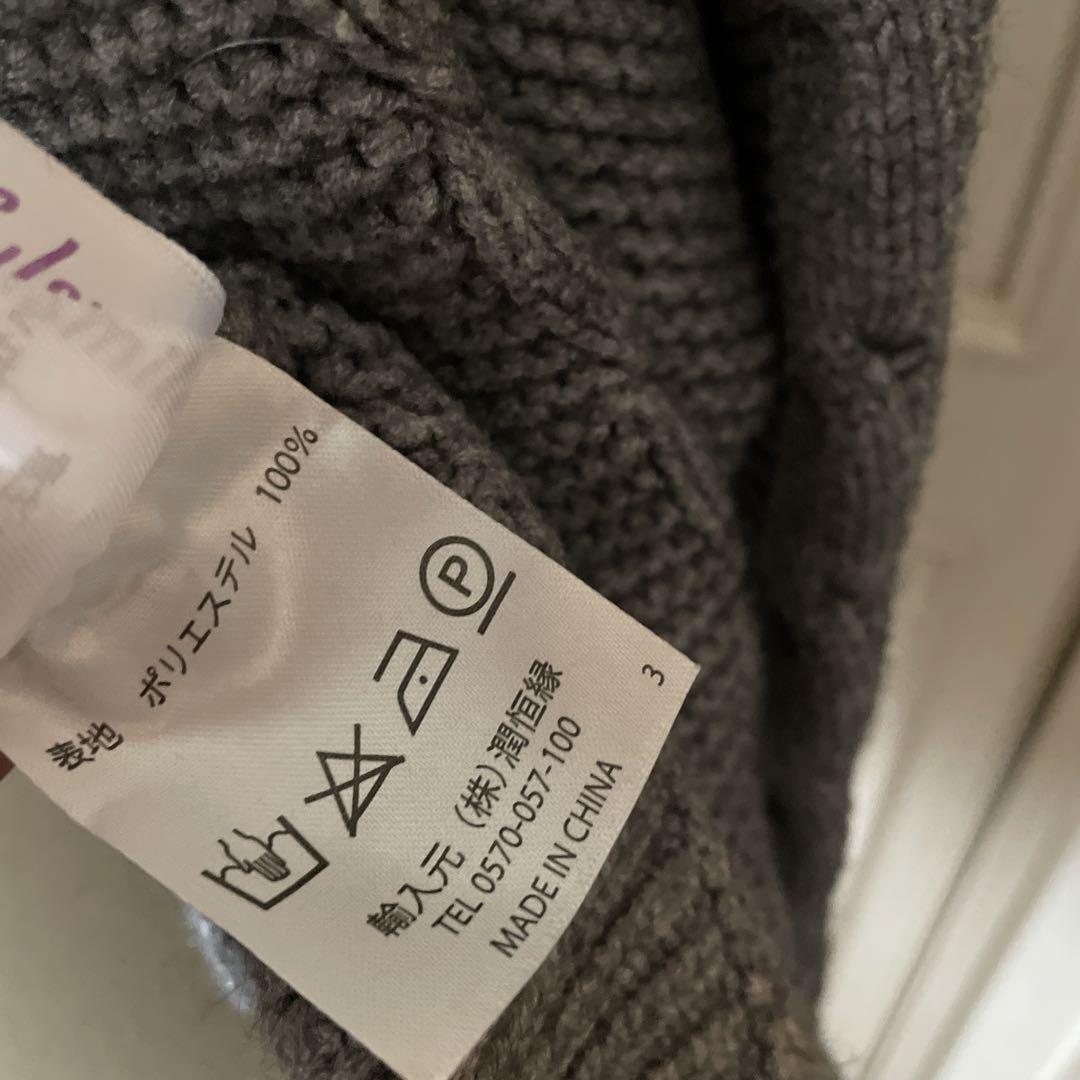 表地 ポリエステル 100%
P
輸入元 (株)潤恒縁
TEL 0570-057-100
MADE IN CHINA
3